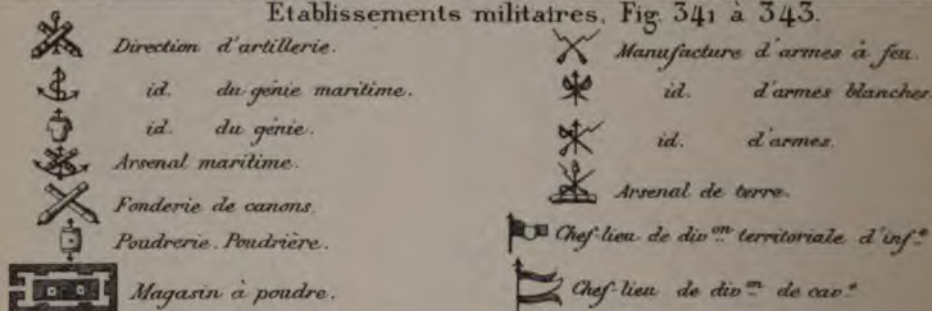 Etablissements militaires. Fig. 341 à 343.
Direction d'artillerie.
id. du génie maritime.
id. du génie.
Arsenal maritime.
Fonderie de canons.
Poudrerie. Poudrière.
Magasin à poudre.
Manufacture d'armes à feu.
id. d'armes blanches.
id. d'armes.
Arsenal de terre.
Chef-lieu de div.on territoriale d'inf.e
Chef-lieu de div.on de cav.e